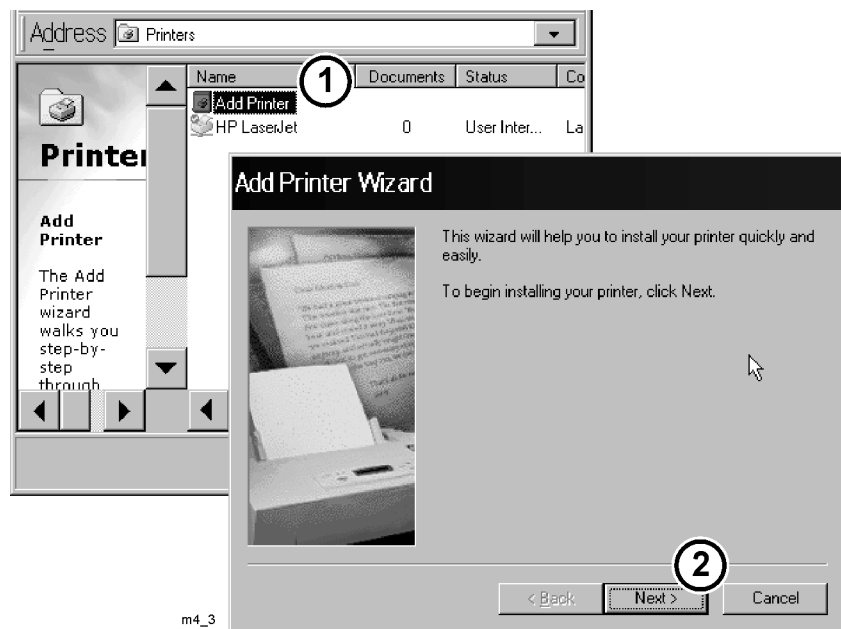 Address Printers
Name Documents Status Co
1
Add Printer
HP LaserJet 0 User Inter... La
Printer
Add
Printer
The Add
Printer
wizard
walks you
step-by-
step
through
Add Printer Wizard
This wizard will help you to install your printer quickly and
easily.
To begin installing your printer, click Next.
2
< Back Next > Cancel
m4_3